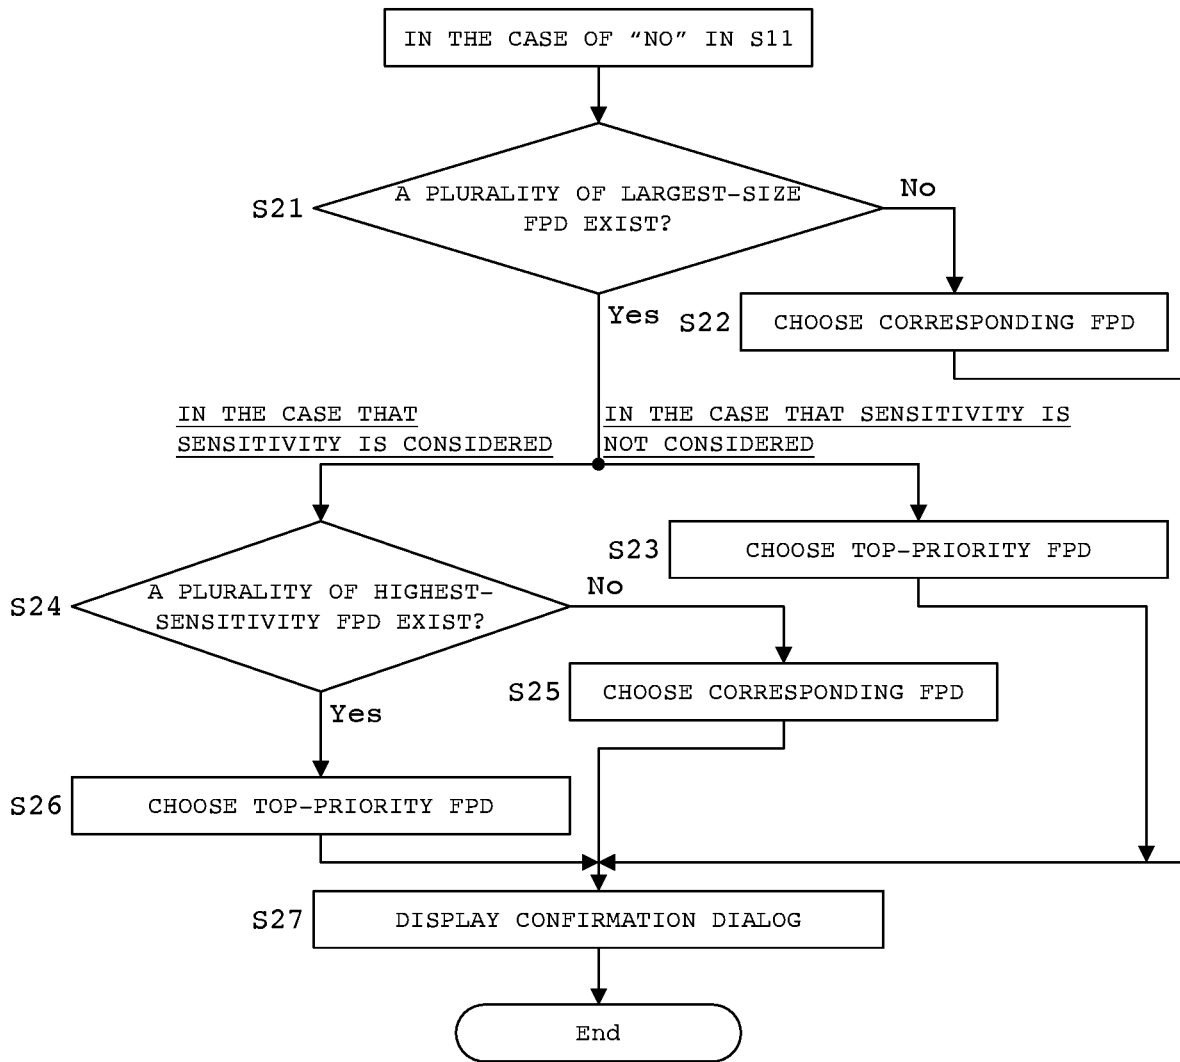 IN THE CASE OF “NO” IN S11
A PLURALITY OF LARGEST-SIZE
FPD EXIST?
S21
No
Yes
S22
CHOOSE CORRESPONDING FPD
IN THE CASE THAT
SENSITIVITY IS CONSIDERED
IN THE CASE THAT SENSITIVITY IS
NOT CONSIDERED
S23
CHOOSE TOP-PRIORITY FPD
S24
A PLURALITY OF HIGHEST-
SENSITIVITY FPD EXIST?
No
Yes
S25
CHOOSE CORRESPONDING FPD
S26
CHOOSE TOP-PRIORITY FPD
S27
DISPLAY CONFIRMATION DIALOG
End